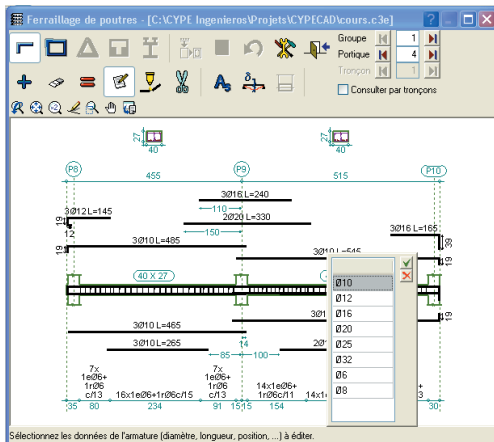 Ferraillage de poutres - [C:\CYPE Ingenieros\Projets\CYPECAD\cours.c3e]
Groupe 1
Portique 4
Tronçon 1
Consulter par tronçons
27
40
27
40
P8
P9
P10
455
515
3Ø16 L=240
110
3Ø12 L=145
2Ø20 L=330
19
12
150
3Ø16 L=165
39
3Ø10 L=485
19
3Ø10 L=545
19
40 X 27
3Ø10 L=465
14
19
3Ø10 L=265
85
100
7x
1eØ6+
1rØ6
c/13
16x1eØ6+1rØ6c/15
7x
1eØ6+
1rØ6
c/13
14x1eØ6+
1rØ6c/11
35
80
234
91
15
15
154
30
Ø10
Ø12
Ø16
Ø20
Ø25
Ø32
Ø6
Ø8
Sélectionnez les données de l'armature (diamètre, longueur, position, ...) à éditer.